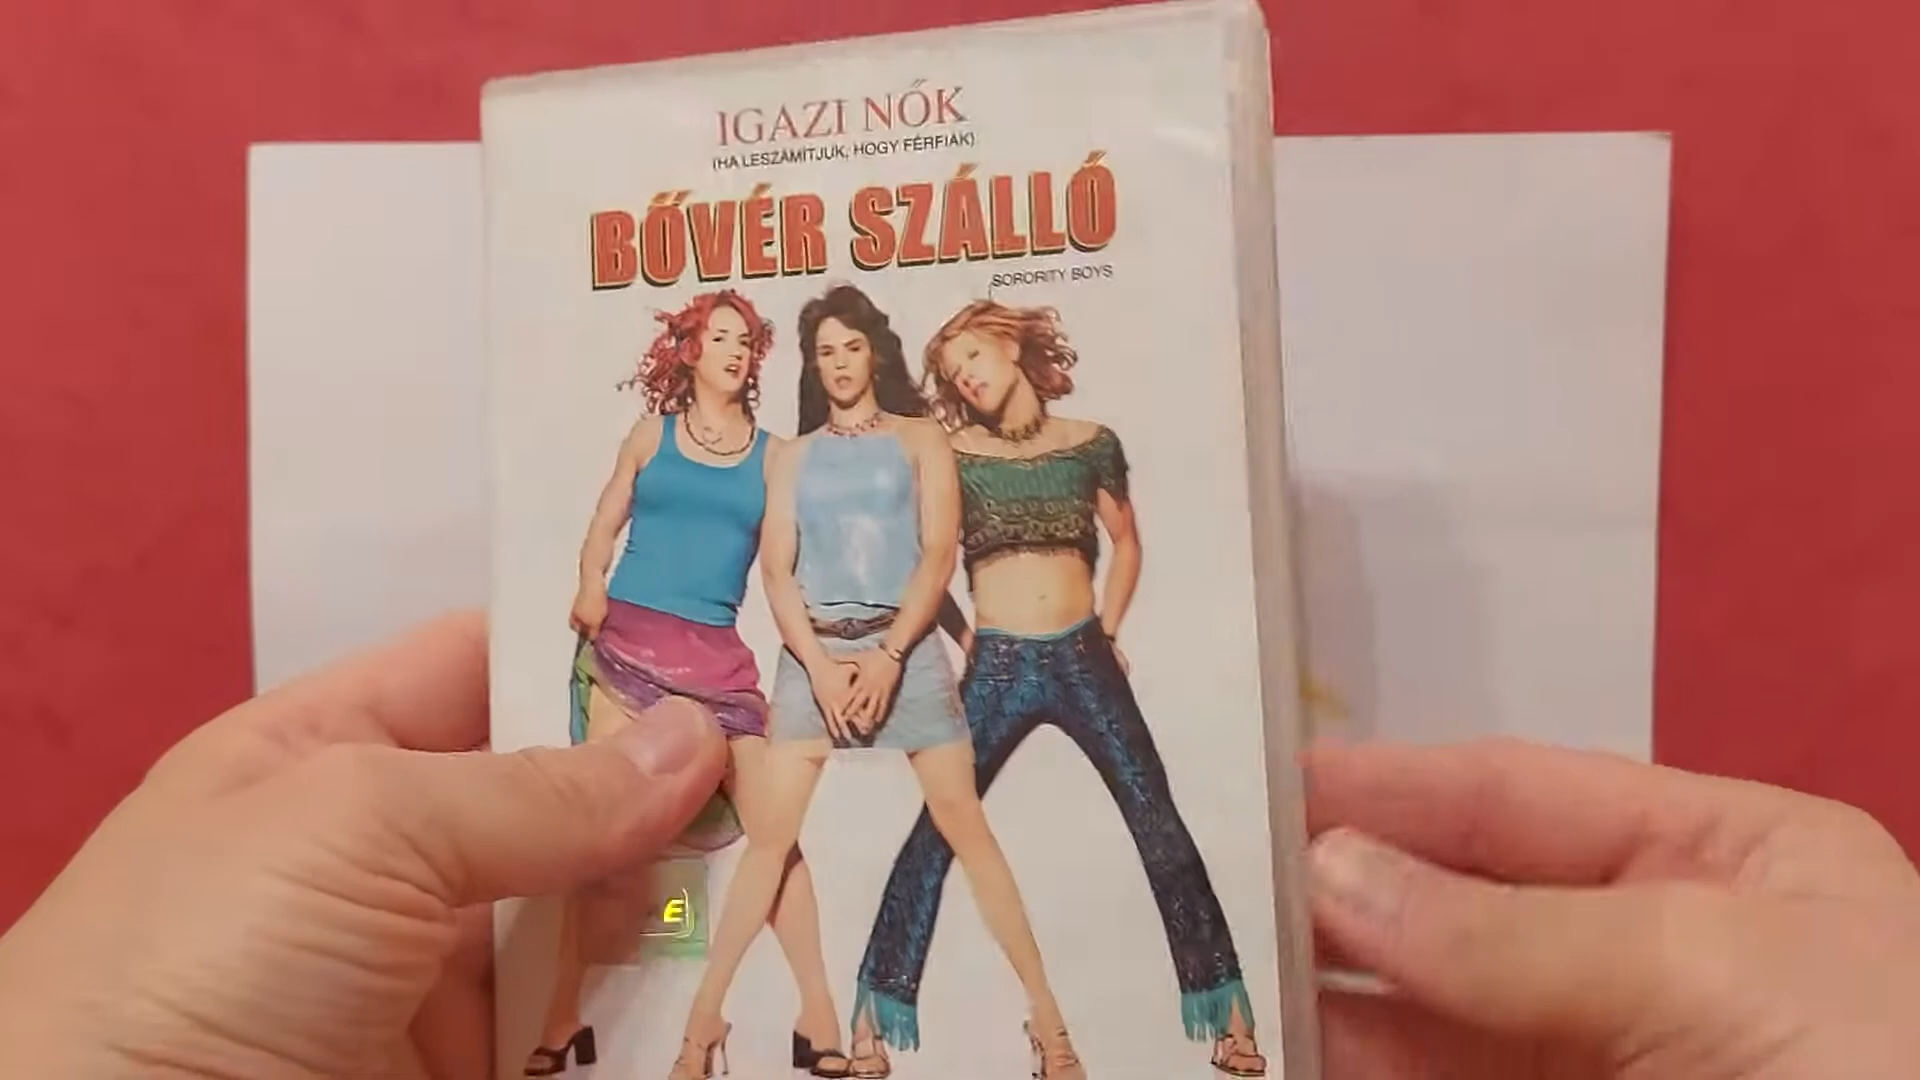 IGAZI NŐK
(HA LESZÁMÍTJUK, HOGY FÉRFIAK)
BŐVÉR SZÁLLÓ
SORORITY BOYS
E